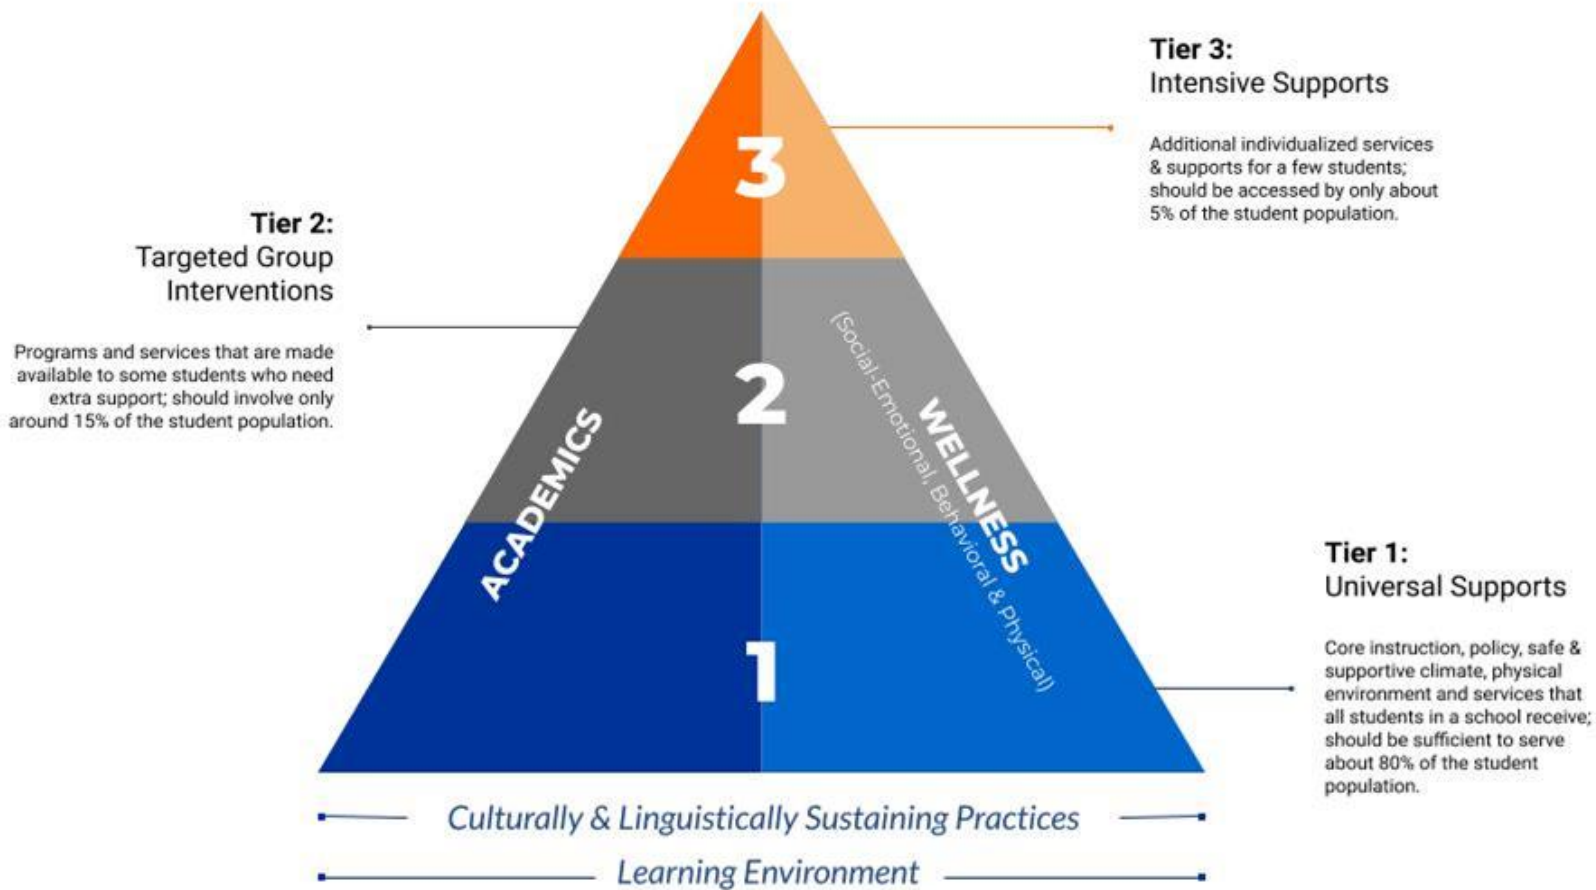 Tier 3:
Intensive Supports
Additional individualized services
& supports for a few students;
should be accessed by only about
5% of the student population.
3
Tier 2:
Targeted Group
Interventions
Programs and services that are made
available to some students who need
extra support; should involve only
around 15% of the student population.
2
ACADEMICS
WELLNESS
(Social-Emotional, Behavioral & Physical)
Tier 1:
Universal Supports
Core instruction, policy, safe &
supportive climate, physical
environment and services that
all students in a school receive;
should be sufficient to serve
about 80% of the student
population.
1
Culturally & Linguistically Sustaining Practices
Learning Environment